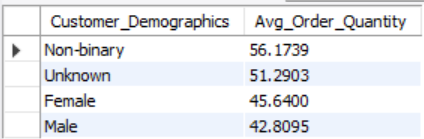 Customer_Demographics Avg_Order_Quantity
Non-binary 56.1739
Unknown 51.2903
Female 45.6400
Male 42.8095